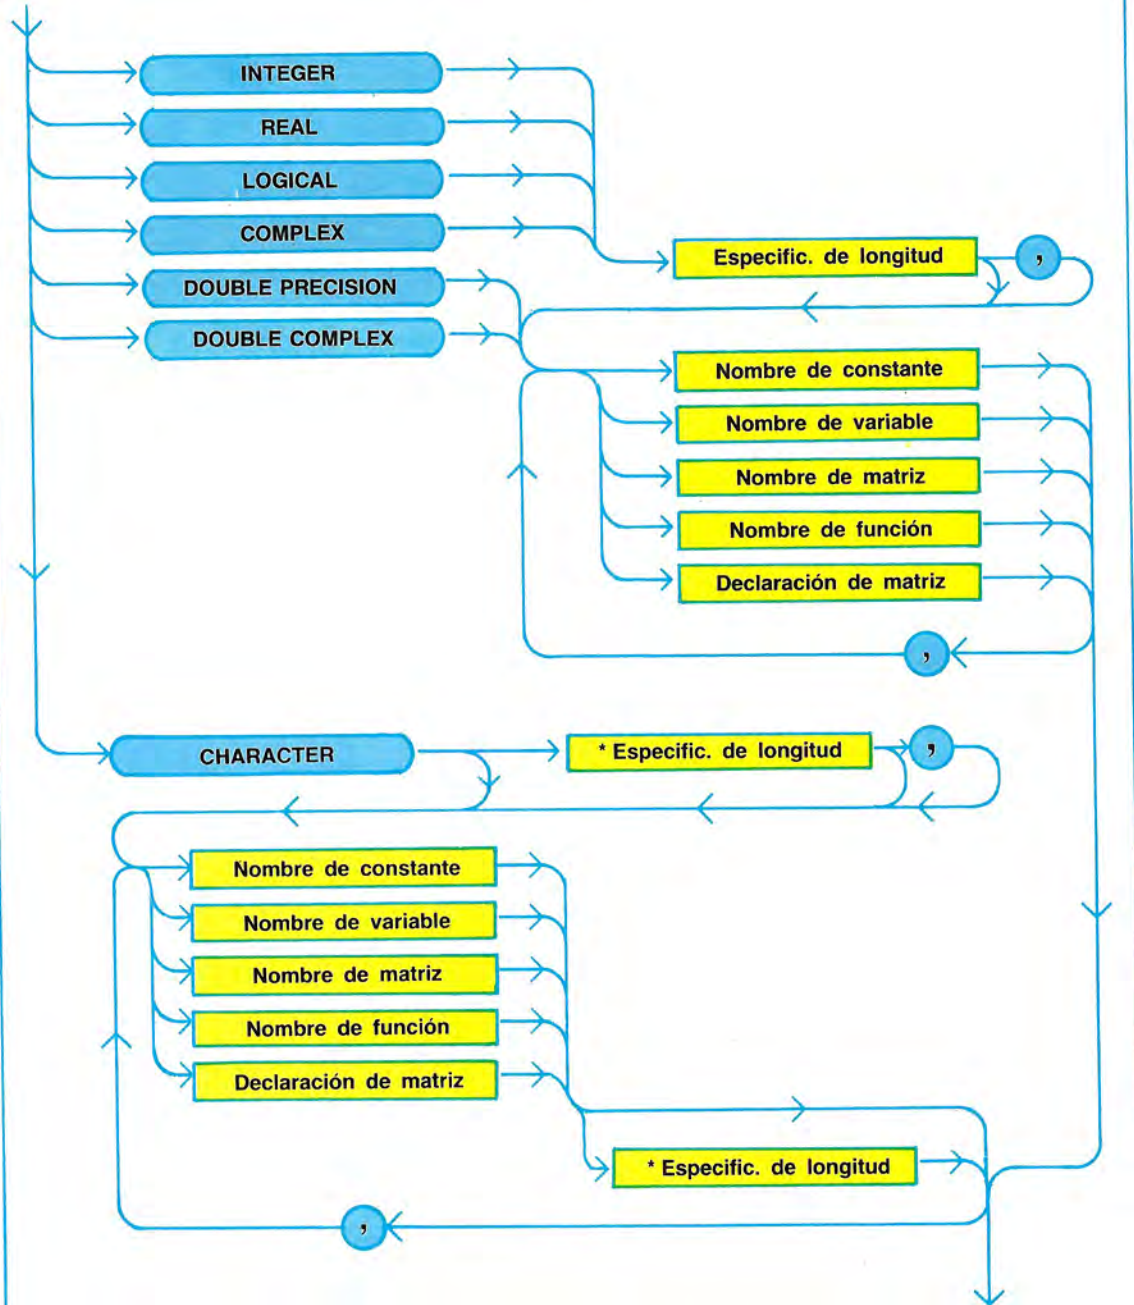 INTEGER
REAL
LOGICAL
COMPLEX
Especific. de longitud ,
DOUBLE PRECISION
DOUBLE COMPLEX
Nombre de constante
Nombre de variable
Nombre de matriz
Nombre de función
Declaración de matriz
,
CHARACTER
* Especific. de longitud ,
Nombre de constante
Nombre de variable
Nombre de matriz
Nombre de función
Declaración de matriz
* Especific. de longitud
,